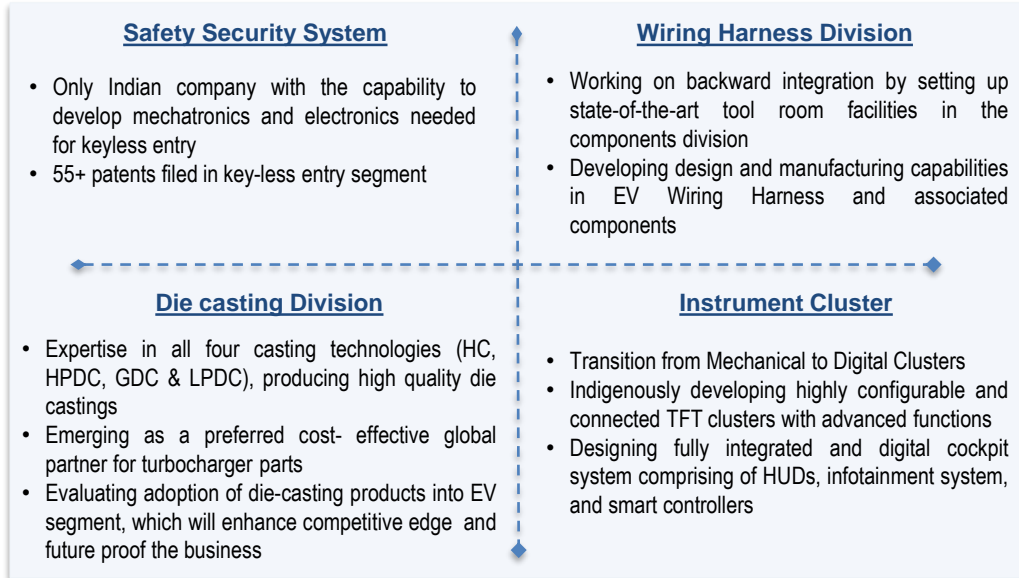 Safety Security System
• Only Indian company with the capability to
develop mechatronics and electronics needed
for keyless entry
• 55+ patents filed in key-less entry segment
Wiring Harness Division
• Working on backward integration by setting up
state-of-the-art tool room facilities in the
components division
• Developing design and manufacturing capabilities
in EV Wiring Harness and associated
components
Die casting Division
• Expertise in all four casting technologies (HC,
HPDC, GDC & LPDC), producing high quality die
castings
• Emerging as a preferred cost- effective global
partner for turbocharger parts
• Evaluating adoption of die-casting products into EV
segment, which will enhance competitive edge and
future proof the business
Instrument Cluster
• Transition from Mechanical to Digital Clusters
• Indigenously developing highly configurable and
connected TFT clusters with advanced functions
• Designing fully integrated and digital cockpit
system comprising of HUDs, infotainment system,
and smart controllers